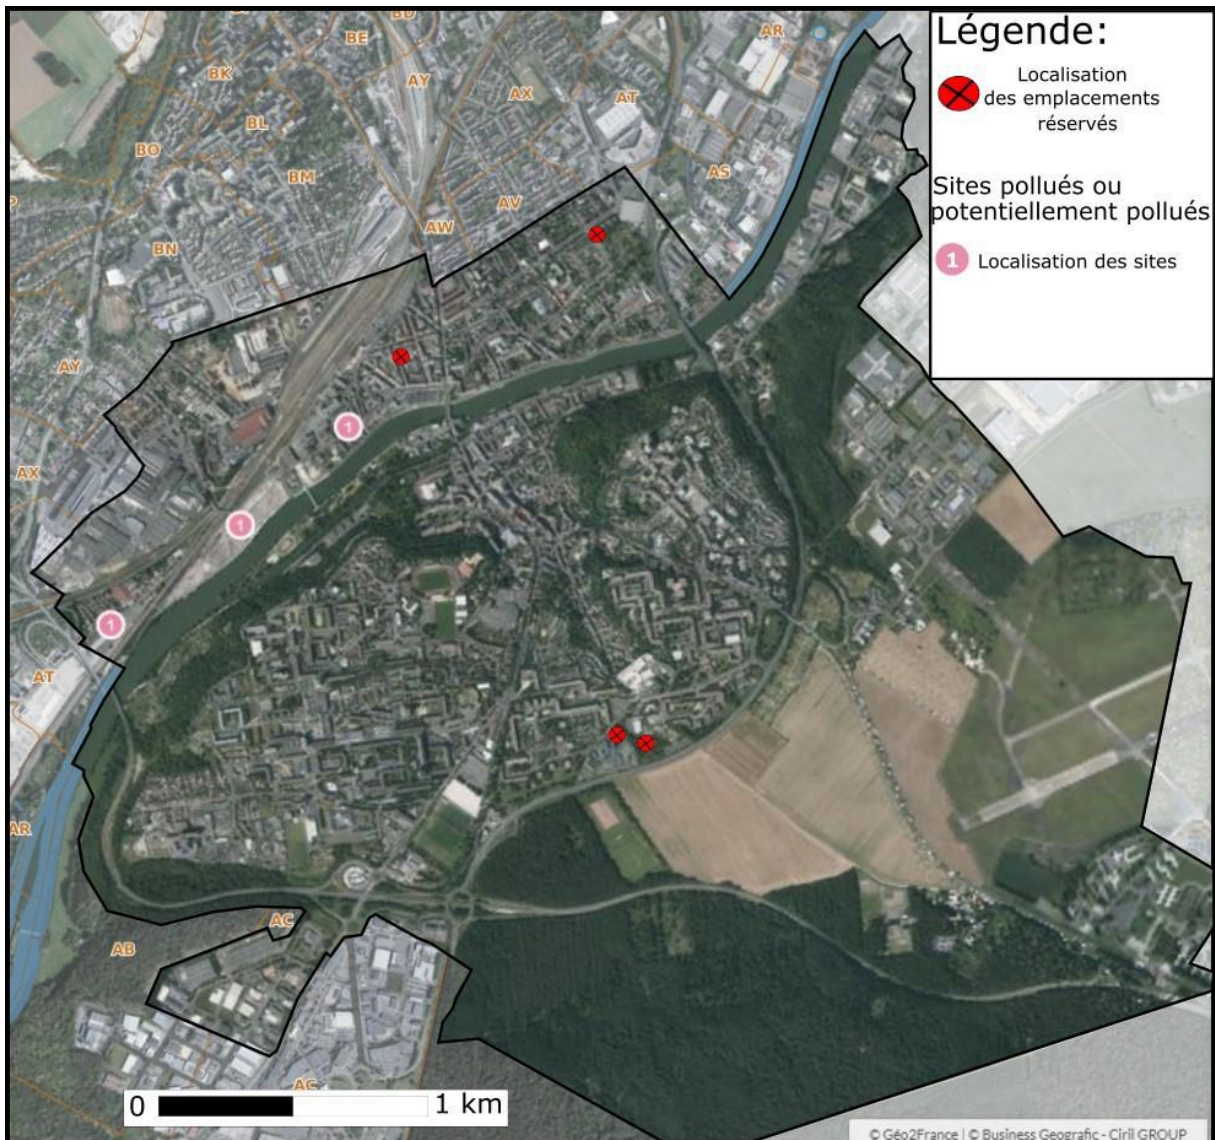 Légende:
Localisation
des emplacements
réservés
Sites pollués ou
potentiellement pollués
1 Localisation des sites
BD
BE
AR
BK
AY
AX
AT
BL
BO
BM
AS
AV
AW
BN
AY
1
AX
1
1
AT
AR
AC
AB
AC
0 1 km
© Géo2France | © Business Geografic - Ciril GROUP